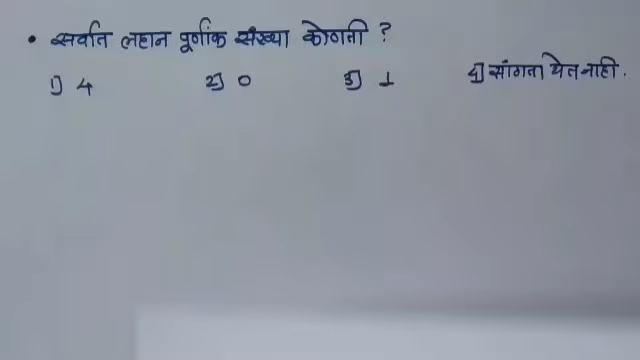 • सर्वात लहान पूर्णांक संख्या कोणती ?
1] 4 2] 0 3] 1 4] सांगता येत नाही.